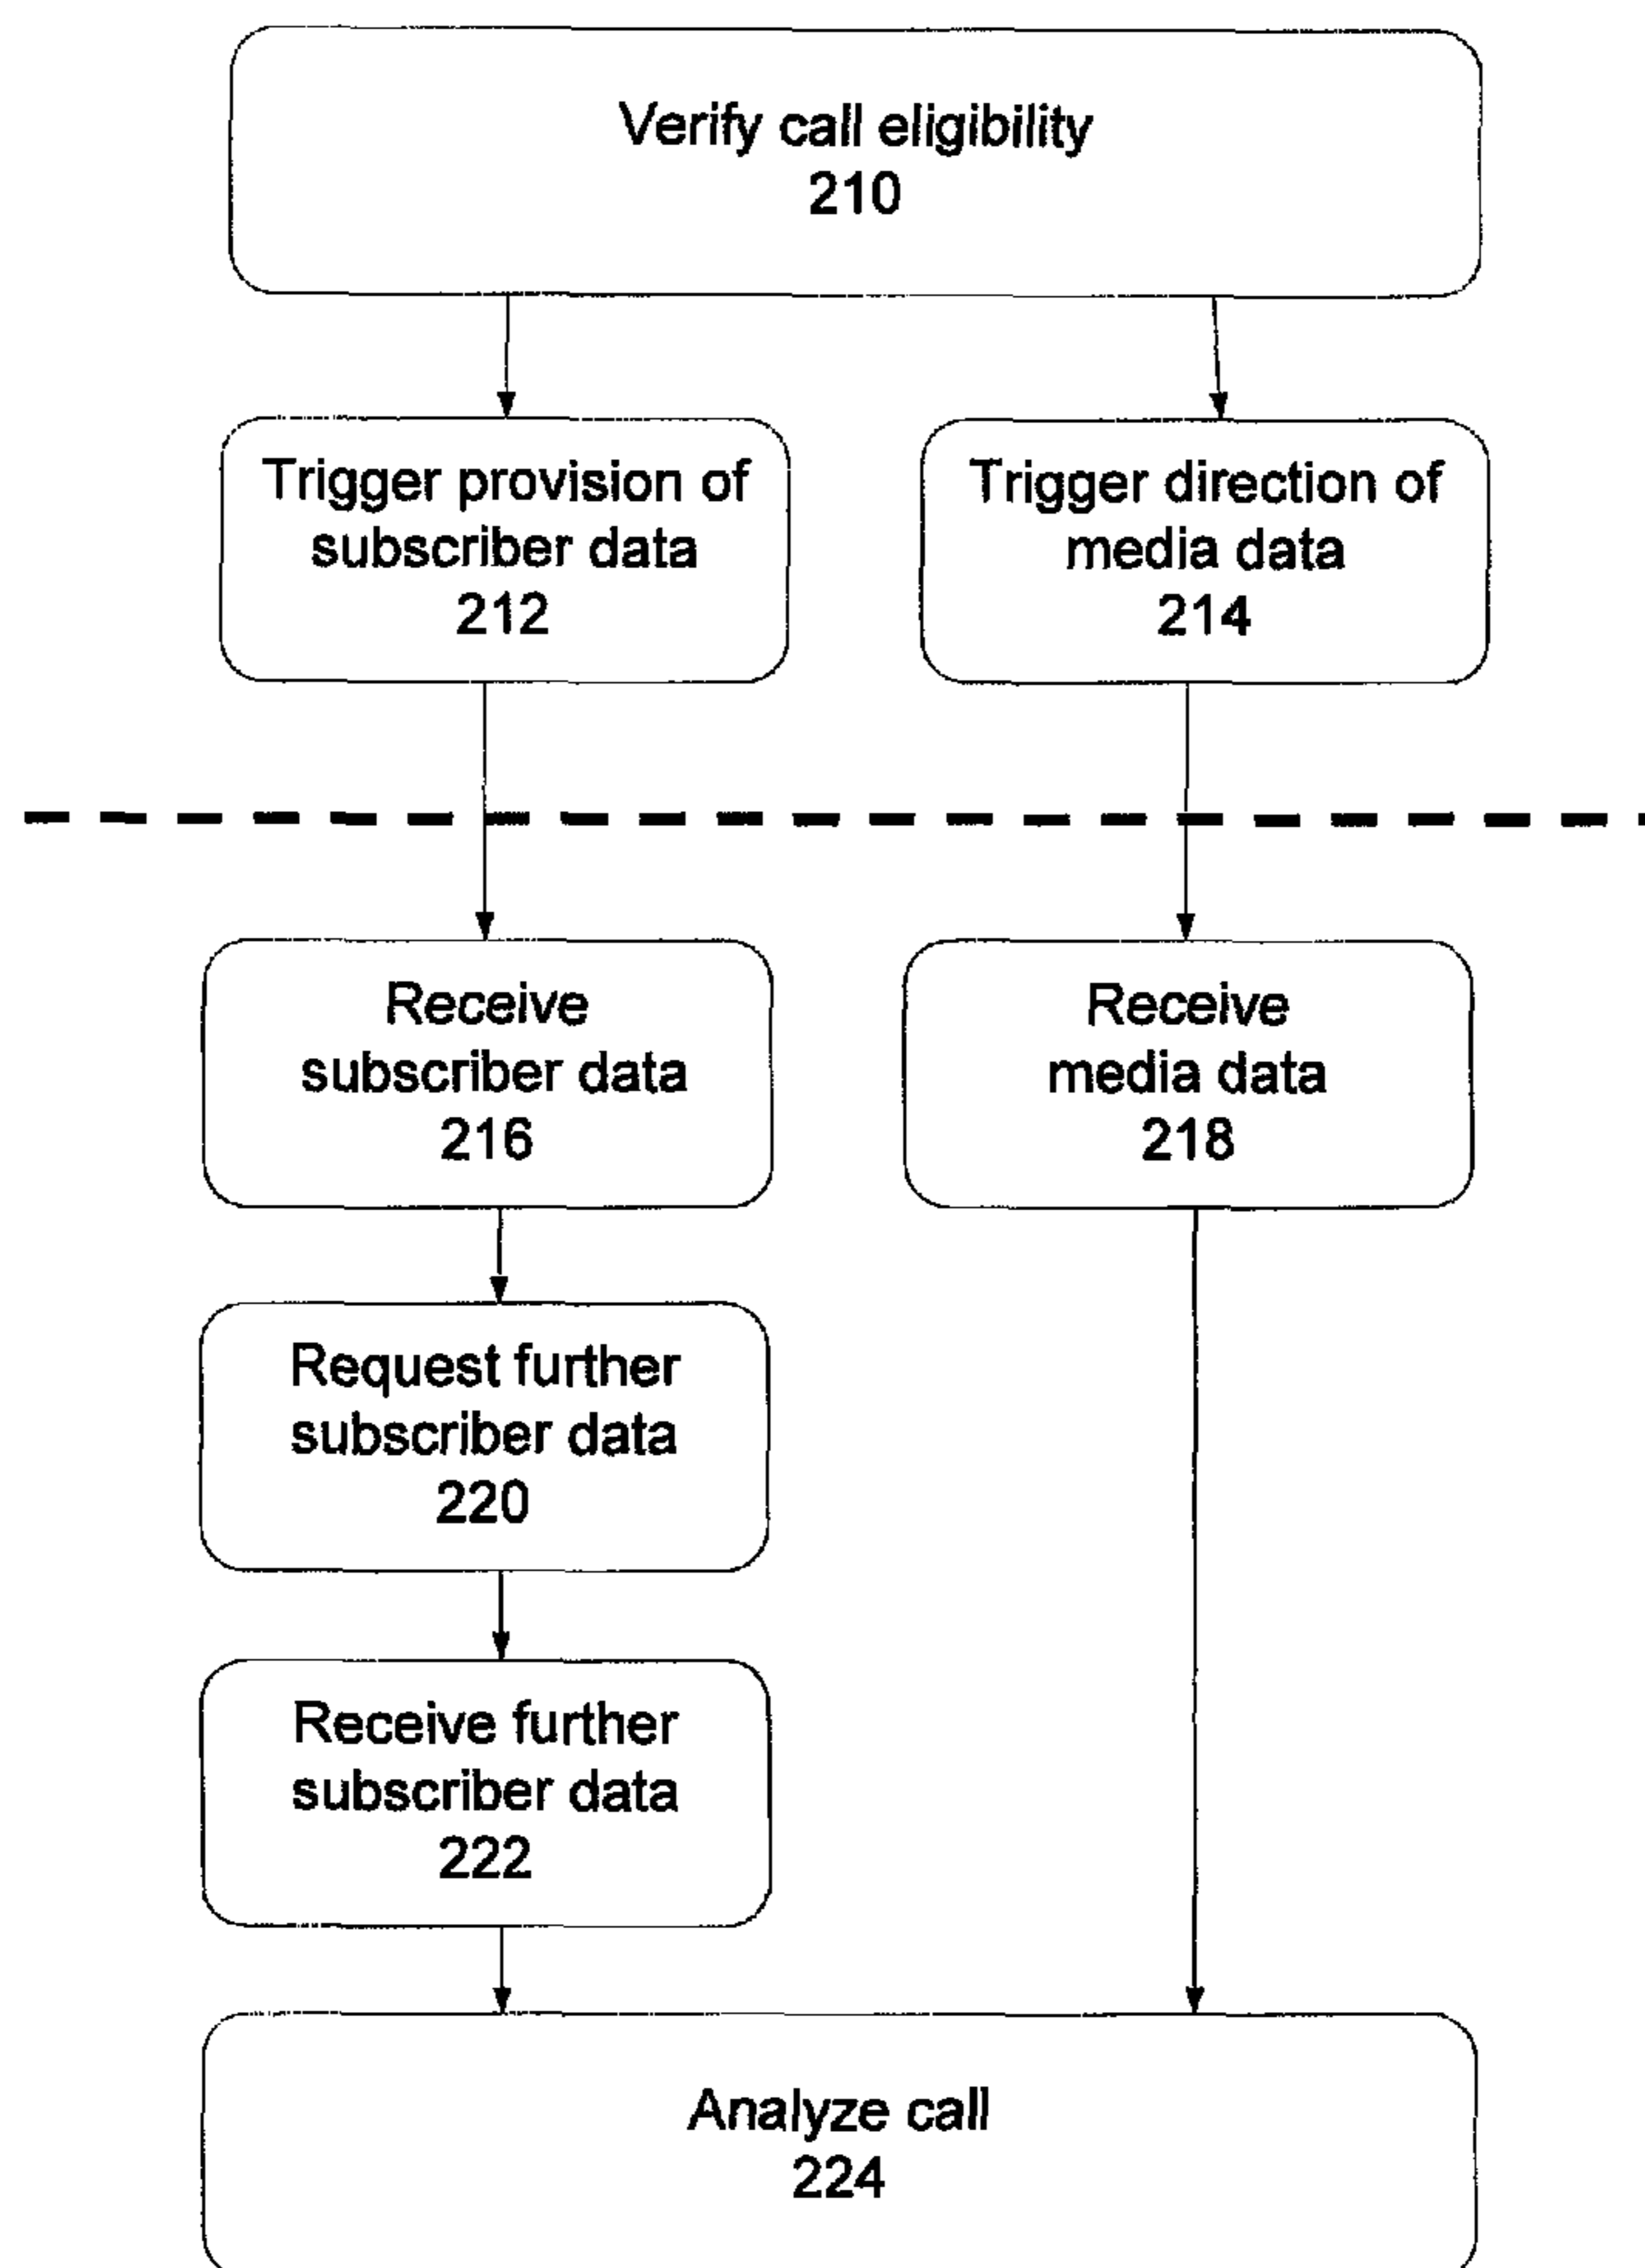 Verify call eligibility
210
Trigger provision of
subscriber data
212
Trigger direction of
media data
214
Receive
subscriber data
216
Receive
media data
218
Request further
subscriber data
220
Receive further
subscriber data
222
Analyze call
224